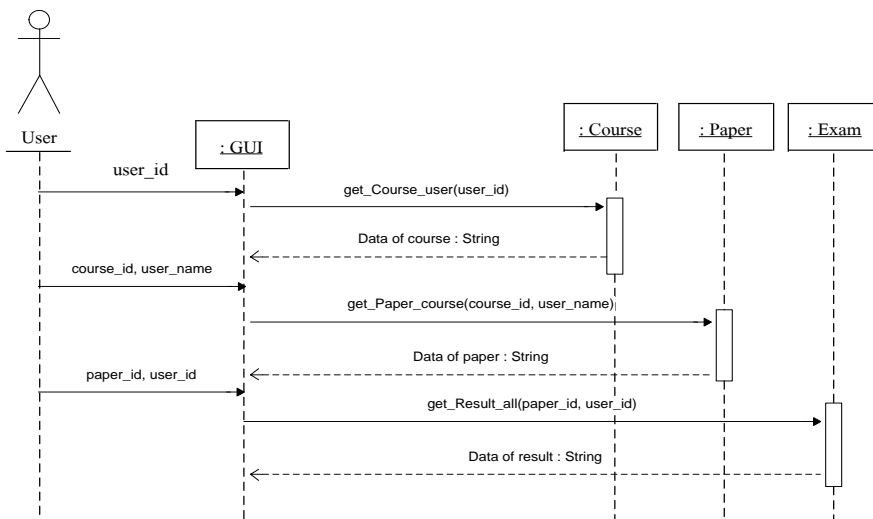 User
: GUI
: Course
: Paper
: Exam
user_id
get_Course_user(user_id)
Data of course : String
course_id, user_name
get_Paper_course(course_id, user_name)
Data of paper : String
paper_id, user_id
get_Result_all(paper_id, user_id)
Data of result : String